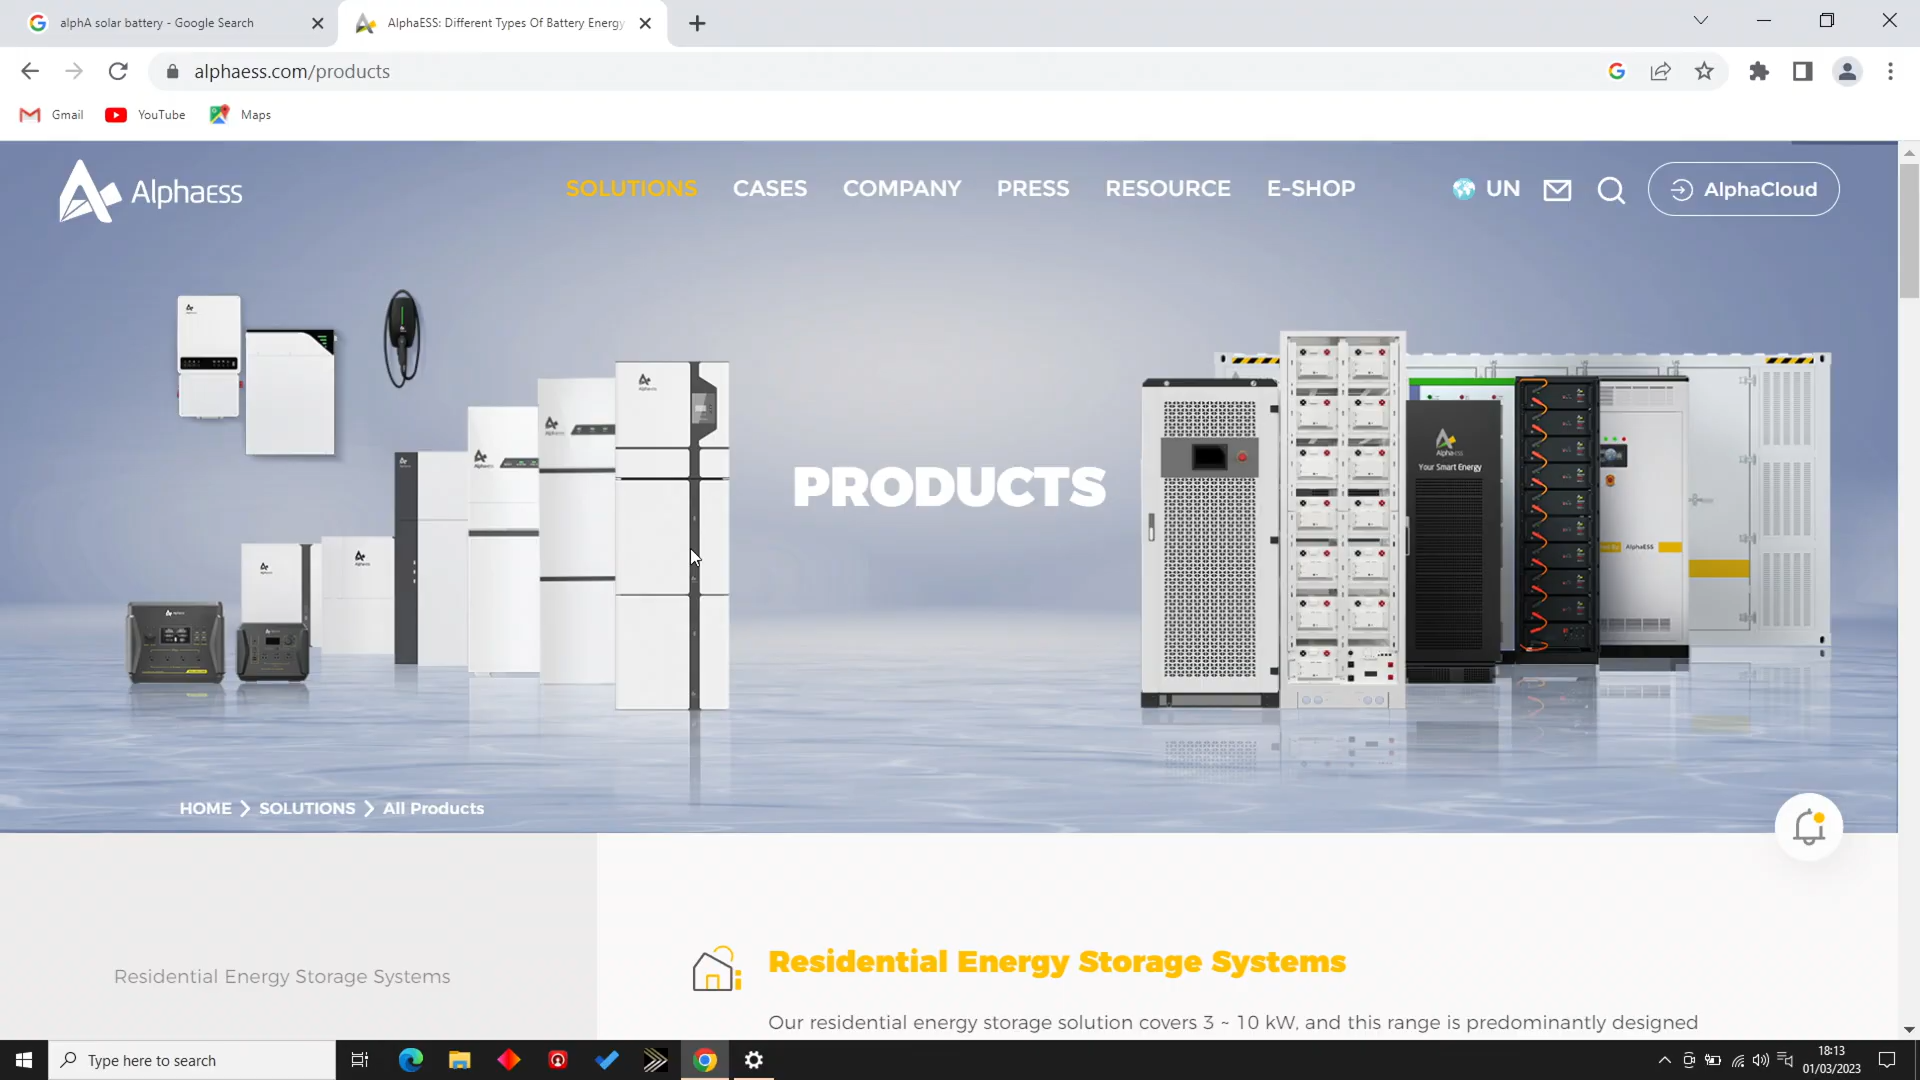 alphA solar battery - Google Search
AlphaESS: Different Types Of Battery Energy
alphaess.com/products
Gmail
YouTube
Maps
Alphaess
SOLUTIONS
CASES
COMPANY
PRESS
RESOURCE
E-SHOP
UN
AlphaCloud
PRODUCTS
Alphaess
Your Smart Energy
AlphaESS
HOME > SOLUTIONS > All Products
Residential Energy Storage Systems
Residential Energy Storage Systems
Our residential energy storage solution covers 3 ~ 10 kW, and this range is predominantly designed
Type here to search
18:13
01/03/2023